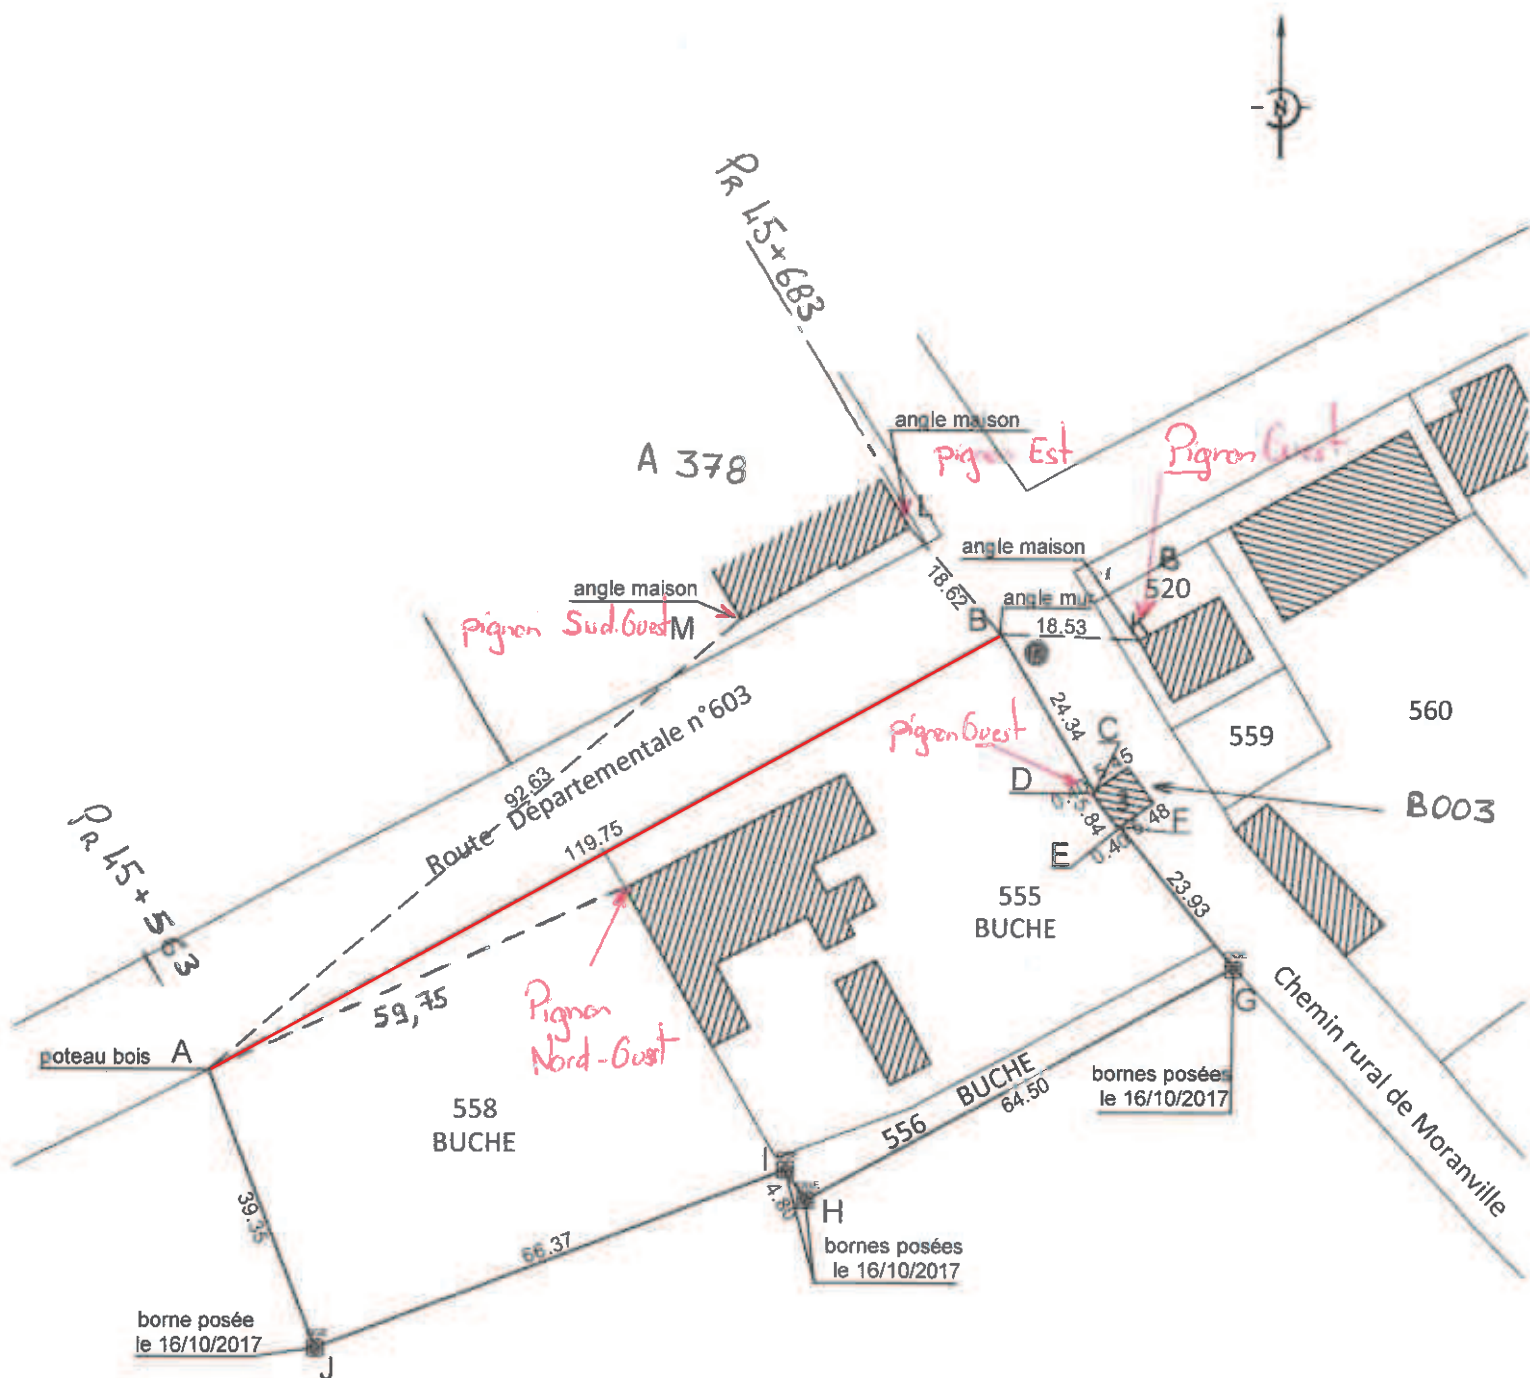 N
PR 45+683
angle maison
pignon Est
Pignon Ouest
A 378
L
angle maison
B
520
18.62
angle maison
angle mur
B
18.53
pignon Sud.Ouest
M
24.34
560
559
pignon Ouest
C
D
B003
92.63
Route Départementale n°603
119.75
E
F
0.40
PR 45+563
23.93
555
BUCHE
59,75
Pignon
Nord-Ouest
G
poteau bois
A
BUCHE
64.50
bornes posées
le 16/10/2017
Chemin rural de Moranville
558
BUCHE
556
I
4.80
H
39.35
66.37
bornes posées
le 16/10/2017
borne posée
le 16/10/2017
J